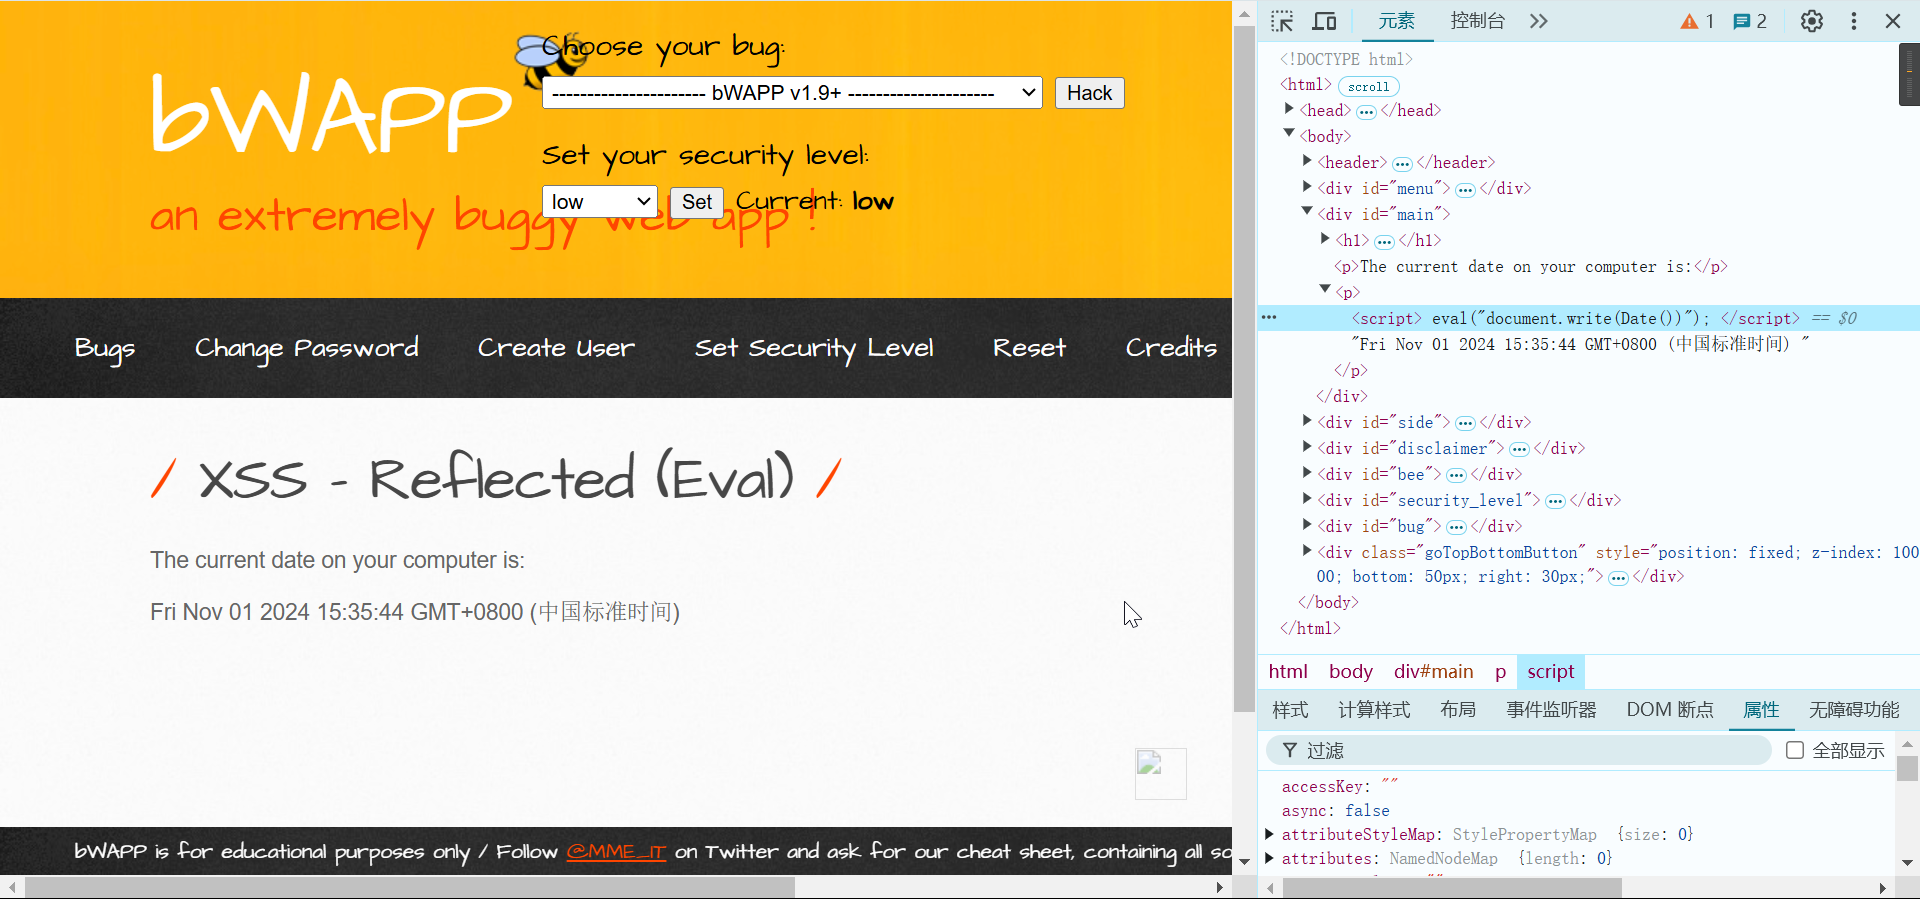 bWAPP
an extremely buggy web app !
Choose your bug:
---------------------- bWAPP v1.9+ ---------------------
Hack
Set your security level:
low
Set
Current: low
Bugs
Change Password
Create User
Set Security Level
Reset
Credits
/ XSS - Reflected (Eval) /
The current date on your computer is:
Fri Nov 01 2024 15:35:44 GMT+0800 (中国标准时间)
bWAPP is for educational purposes only / Follow @MME_IT on Twitter and ask for our cheat sheet, containing all so
元素
控制台
1
2
<!DOCTYPE html>
<html> scroll
<head> ••• </head>
<body>
<header> ••• </header>
<div id="menu"> ••• </div>
<div id="main">
<h1> ••• </h1>
<p>The current date on your computer is:</p>
<p>
••• <script> eval("document.write(Date())"); </script> == $0
"Fri Nov 01 2024 15:35:44 GMT+0800 (中国标准时间) "
</p>
</div>
<div id="side"> ••• </div>
<div id="disclaimer"> ••• </div>
<div id="bee"> ••• </div>
<div id="security_level"> ••• </div>
<div id="bug"> ••• </div>
<div class="goTopBottomButton" style="position: fixed; z-index: 100
00; bottom: 50px; right: 30px;"> ••• </div>
</body>
</html>
html body div#main p script
样式 计算样式 布局 事件监听器 DOM 断点 属性 无障碍功能
过滤
全部显示
accessKey: ""
async: false
attributeStyleMap: StylePropertyMap {size: 0}
attributes: NamedNodeMap {length: 0}